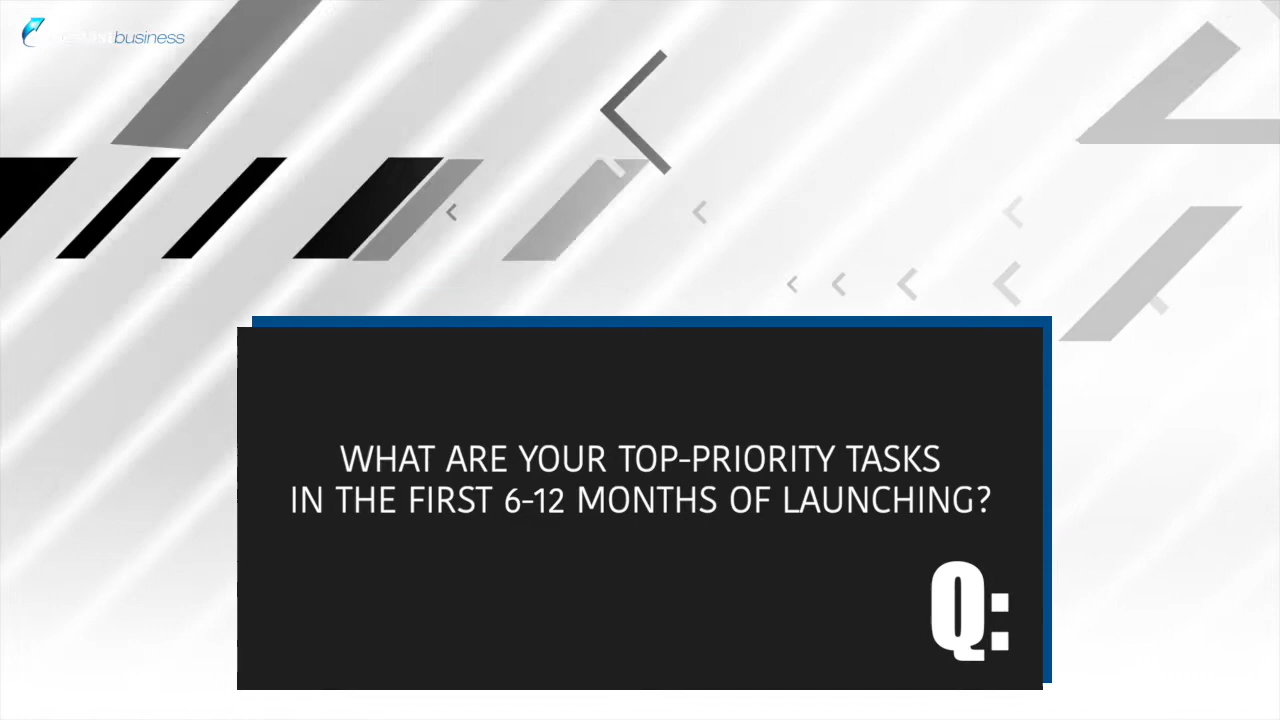 business
WHAT ARE YOUR TOP-PRIORITY TASKS
IN THE FIRST 6-12 MONTHS OF LAUNCHING?
Q: